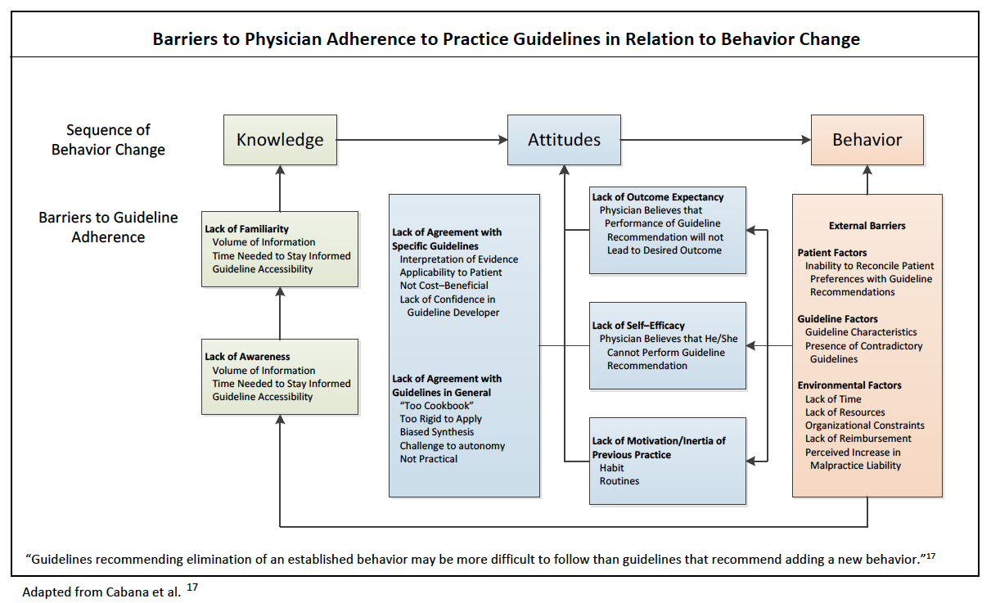 Barriers to Physician Adherence to Practice Guidelines in Relation to Behavior Change
Sequence of
Behavior Change
Knowledge
Attitudes
Behavior
Barriers to Guideline
Adherence
Lack of Familiarity
Volume of Information
Time Needed to Stay Informed
Guideline Accessibility
Lack of Awareness
Volume of Information
Time Needed to Stay Informed
Guideline Accessibility
Lack of Agreement with
Specific Guidelines
Interpretation of Evidence
Applicability to Patient
Not Cost–Beneficial
Lack of Confidence in
Guideline Developer
Lack of Agreement with
Guidelines in General
“Too Cookbook”
Too Rigid to Apply
Biased Synthesis
Challenge to autonomy
Not Practical
Lack of Outcome Expectancy
Physician Believes that
Performance of Guideline
Recommendation will not
Lead to Desired Outcome
Lack of Self–Efficacy
Physician Believes that He/She
Cannot Perform Guideline
Recommendation
Lack of Motivation/Inertia of
Previous Practice
Habit
Routines
External Barriers
Patient Factors
Inability to Reconcile Patient
Preferences with Guideline
Recommendations
Guideline Factors
Guideline Characteristics
Presence of Contradictory
Guidelines
Environmental Factors
Lack of Time
Lack of Resources
Organizational Constraints
Lack of Reimbursement
Perceived Increase in
Malpractice Liability
“Guidelines recommending elimination of an established behavior may be more difficult to follow than guidelines that recommend adding a new behavior.”17
Adapted from Cabana et al. 17